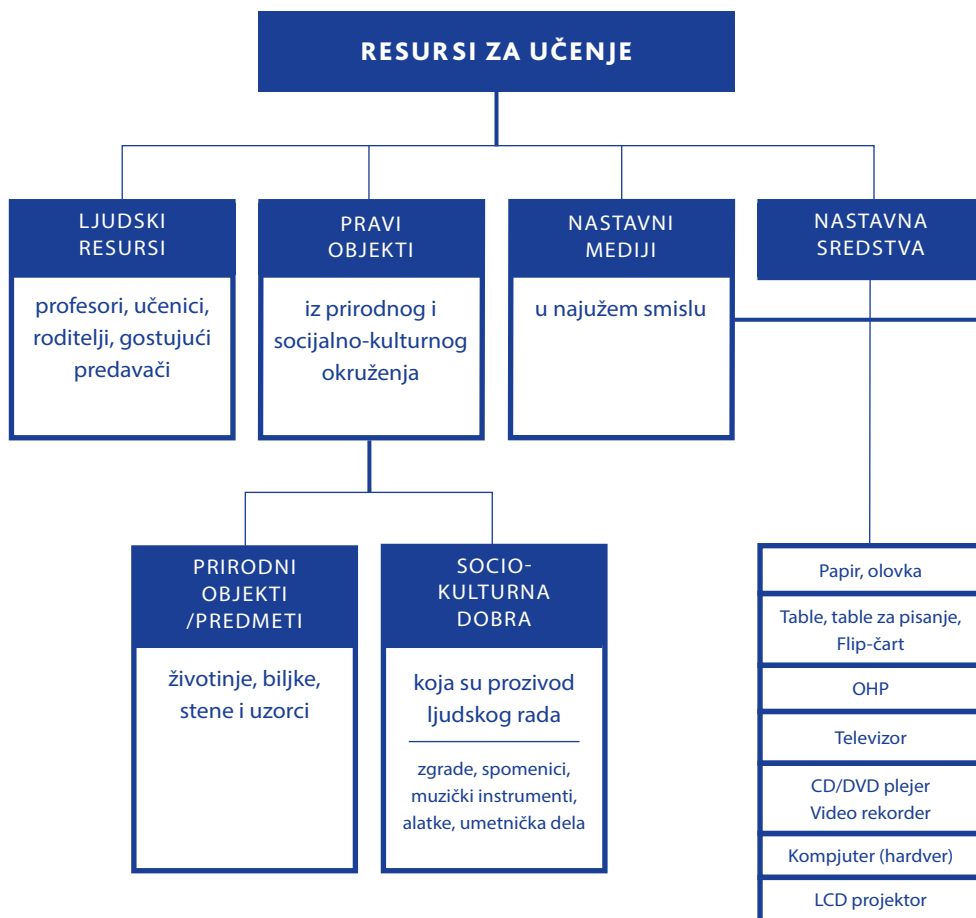 RESURSI ZA UČENJE
LJUDSKI
RESURSI
profesori, učenici,
roditelji, gostujući
predavači
PRAVI
OBJEKTI
iz prirodnog i
socijalno-kulturnog
okruženja
NASTAVNI
MEDIJI
u najužem smislu
NASTAVNA
SREDSTVA
PRIRODNI
OBJEKTI
/PREDMETI
životinje, biljke,
stene i uzorci
SOCIO-
KULTURNA
DOBRA
koja su prozivod
ljudskog rada
zgrade, spomenici,
muzički instrumenti,
alatke, umetnička dela
Papir, olovka
Table, table za pisanje,
Flip-čart
OHP
Televizor
CD/DVD plejer
Video rekorder
Kompjuter (hardver)
LCD projektor